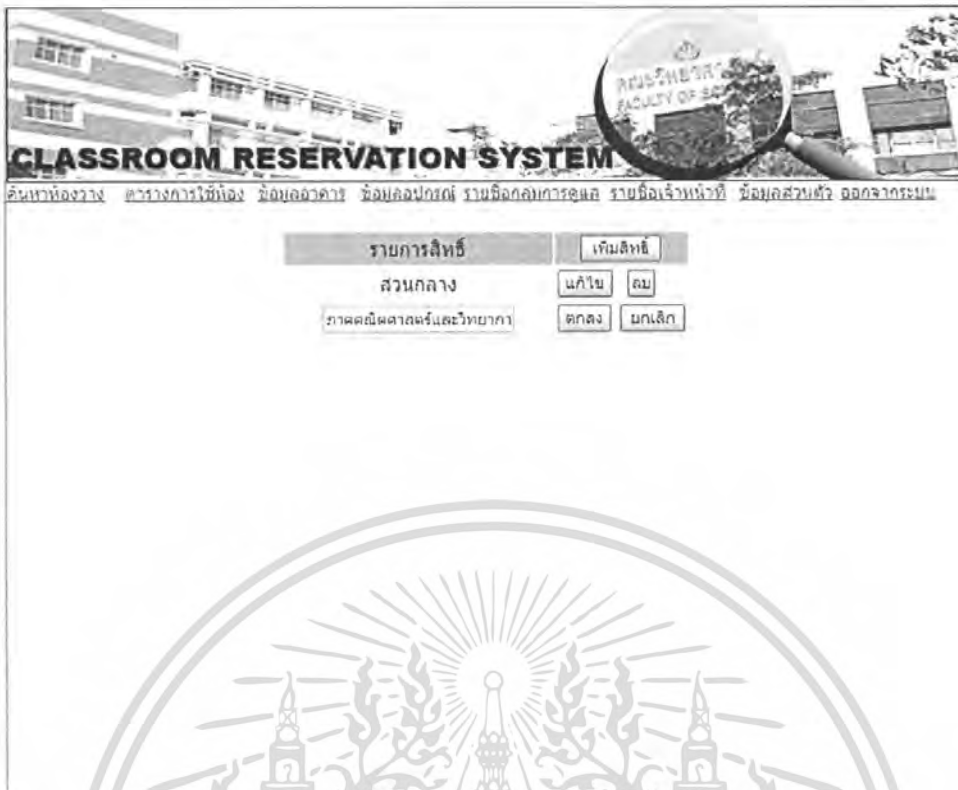 คณะวิทยาศา
FACULTY OF SC
CLASSROOM RESERVATION SYSTEM
ค้นหาห้องว่าง ตารางการใช้ห้อง ข้อมูลอาคาร ข้อมูลอุปกรณ์ รายชื่อกลุ่มการดูแล รายชื่อเจ้าหน้าที่ ข้อมูลส่วนตัว ออกจากระบบ
รายการสิทธิ์ เพิ่มสิทธิ์
ส่วนกลาง แก้ไข ลบ
ภาคคณิตศาสตร์และวิทยากา ตกลง ยกเลิก